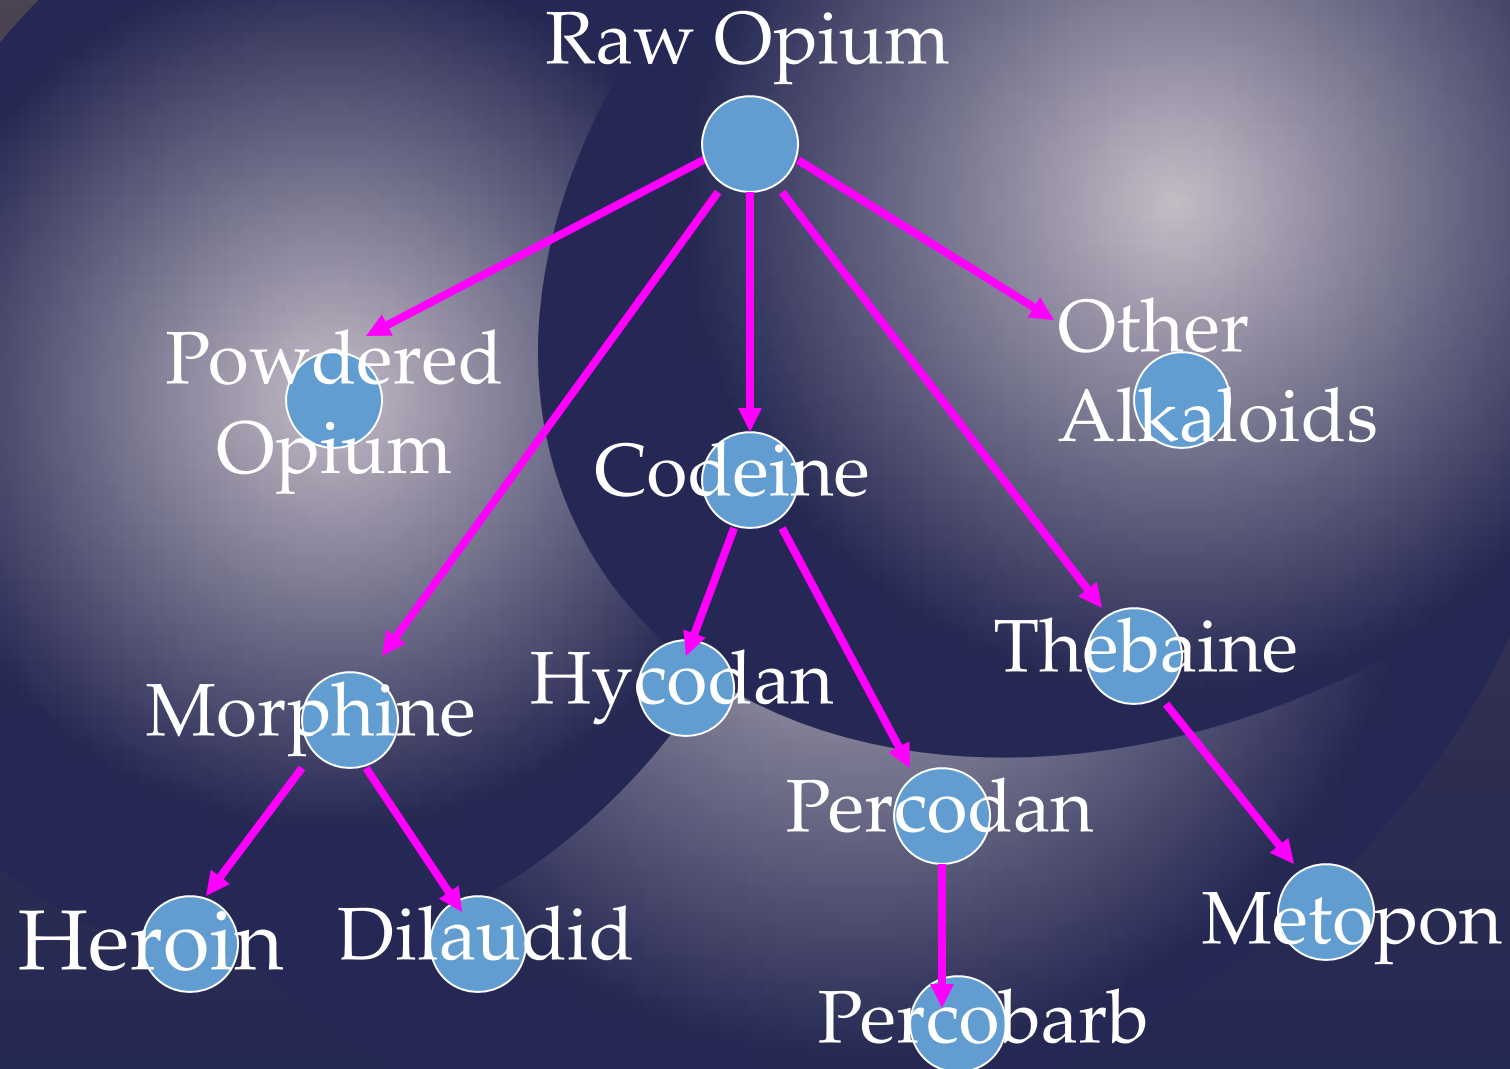 Raw Opium
Powdered
Opium
Other
Alkaloids
Codeine
Thebaine
Hycodan
Morphine
Percodan
Heroin
Dilaudid
Metopon
Percobarb